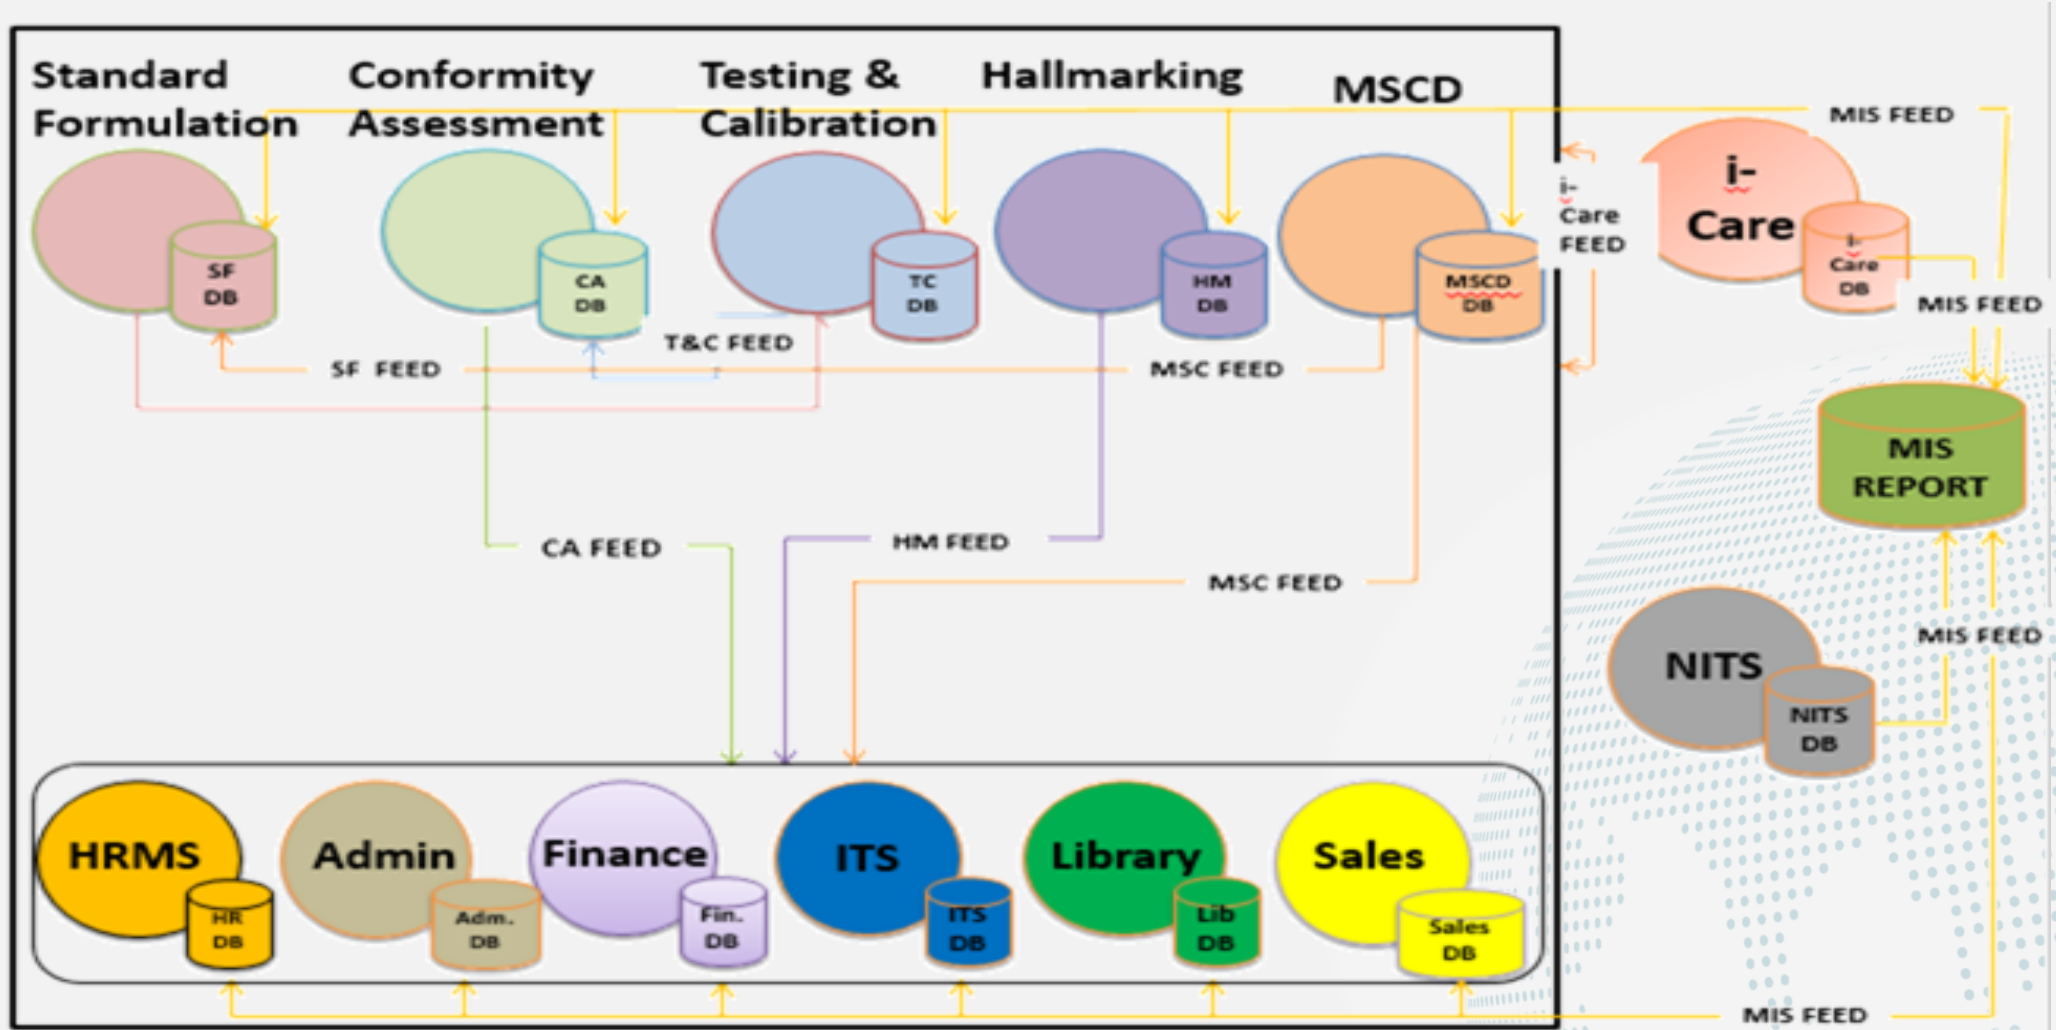 Standard
Formulation
Conformity
Assessment
Testing &
Calibration
Hallmarking
MSCD
MIS FEED
i-
Care
i-
Care
FEED
SF
DB
CA
DB
TC
DB
HM
DB
MSCD
DB
i-
Care
DB
MIS FEED
T&C FEED
SF FEED
MSC FEED
MIS
REPORT
CA FEED
HM FEED
MSC FEED
MIS FEED
NITS
NITS
DB
HRMS
HR
DB
Admin
Adm.
DB
Finance
Fin.
DB
ITS
ITS
DB
Library
Lib
DB
Sales
Sales
DB
MIS FEED